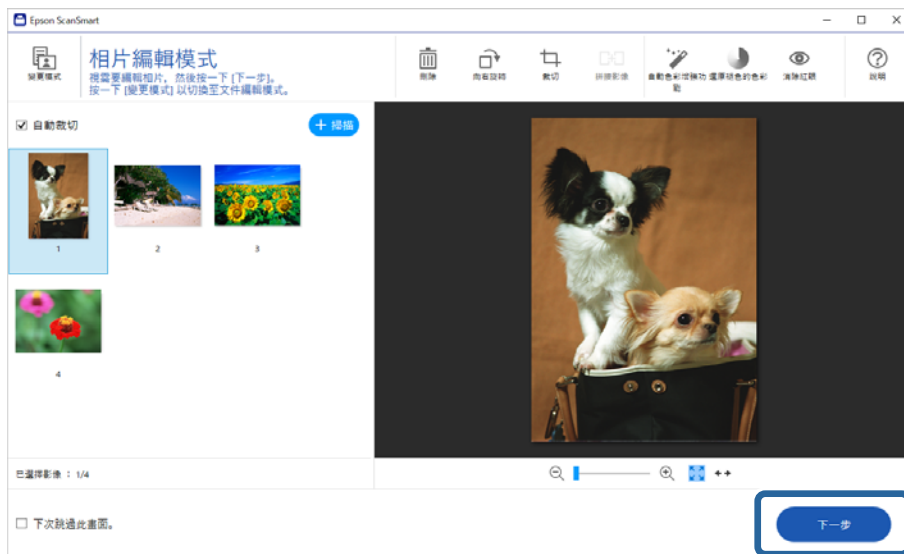 Epson ScanSmart
變更模式
相片編輯模式
視需要編輯相片，然後按一下 [下一步]。
按一下 [變更模式] 以切換至文件編輯模式。
刪除
向右旋轉
裁切
拼接影像
自動色彩增強功能
還原褪色的色彩
消除紅眼
說明
自動裁切
+ 掃描
1
2
3
4
已選擇影像 : 1/4
下次跳過此畫面。
下一步